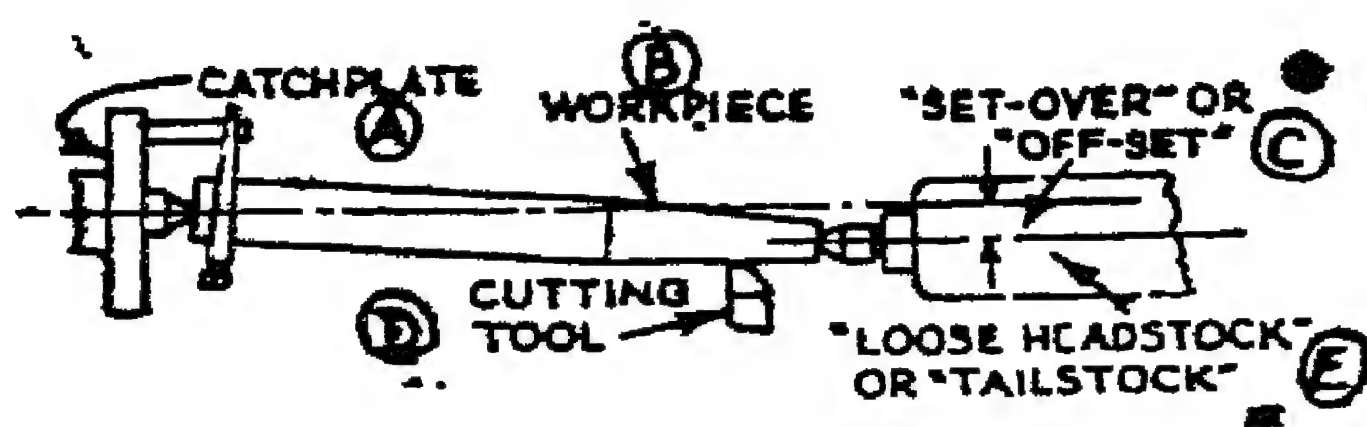 CATCHPLATE
A
B
WORKPIECE
"SET-OVER" OR
"OFF-SET"
C
D
CUTTING
TOOL
"LOOSE HEADSTOCK"
OR "TAILSTOCK"
E